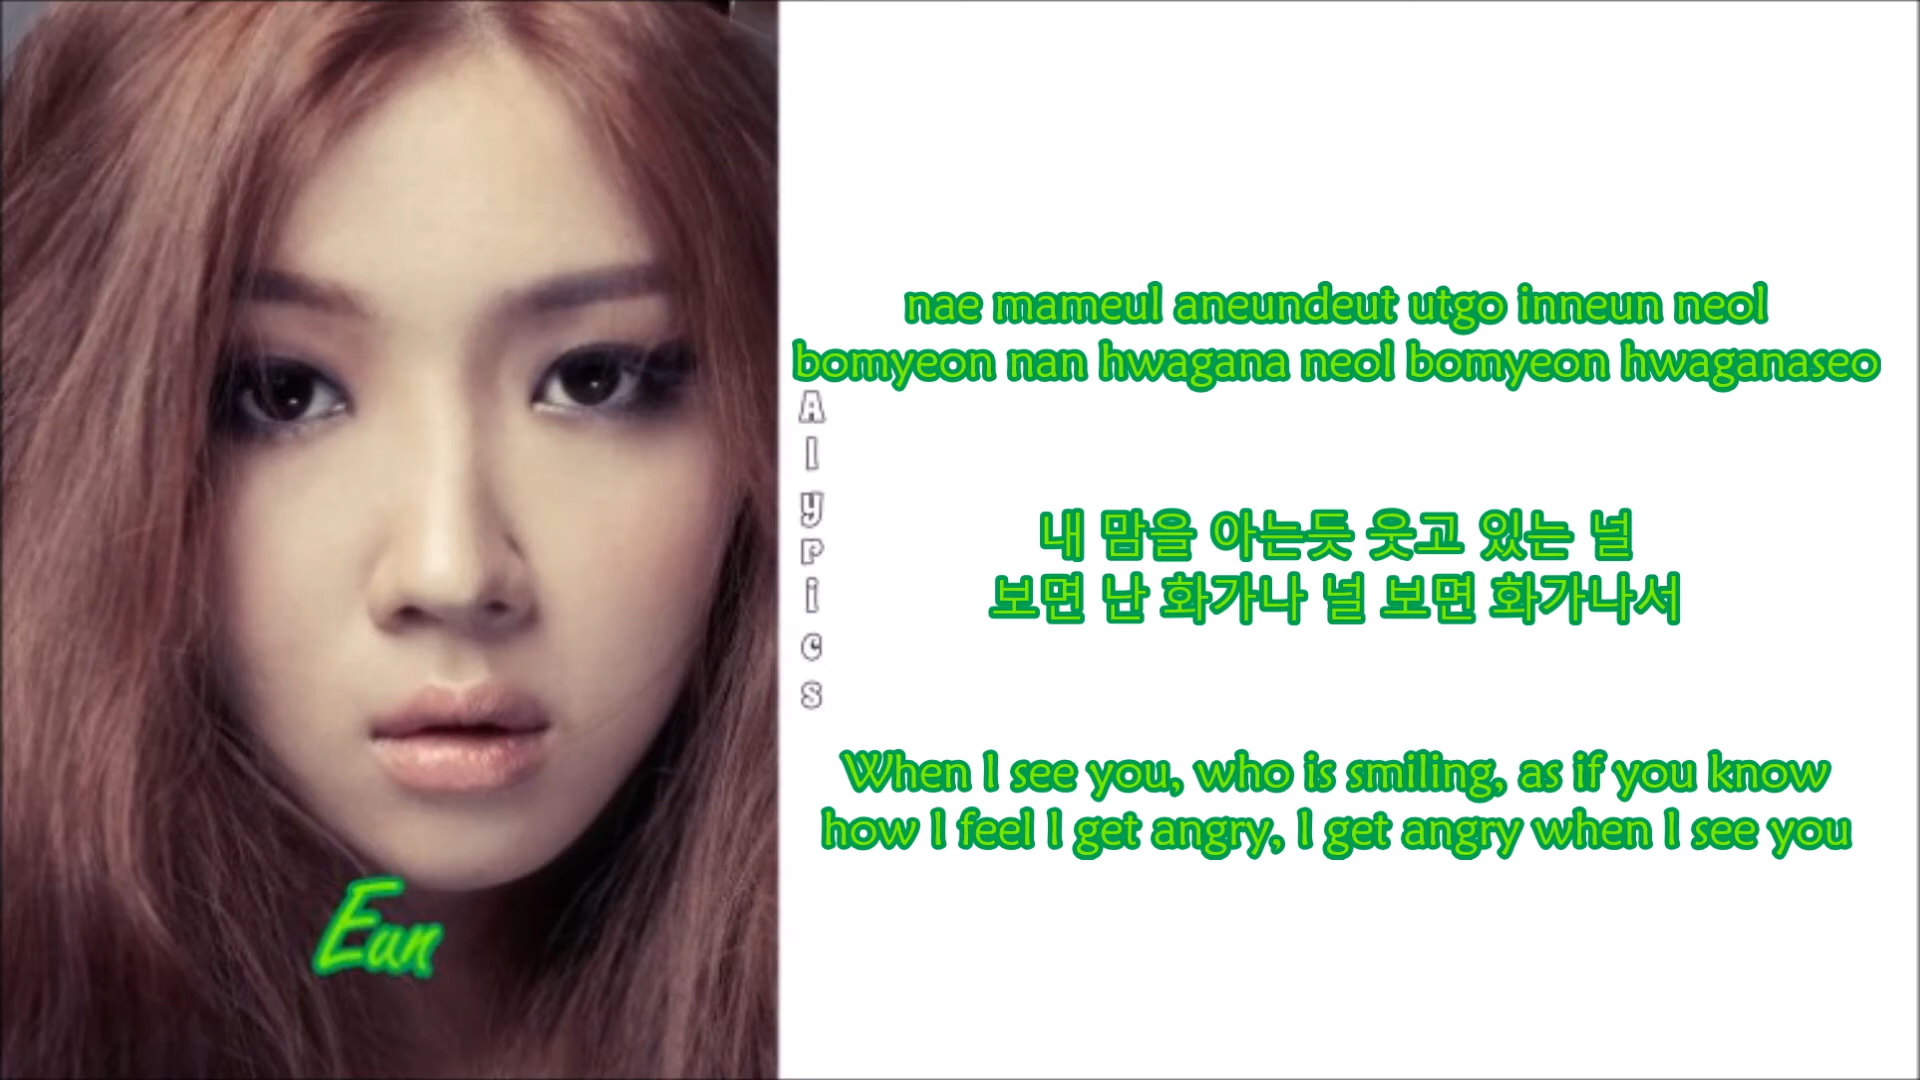 nae mameul aneundeut utgo inneun neol
bomyeon nan hwagana neol bomyeon hwaganaseo
Alypics
내 맘을 아는듯 웃고 있는 널
보면 난 화가나 널 보면 화가나서
When I see you, who is smiling, as if you know
how I feel I get angry, I get angry when I see you
Eun